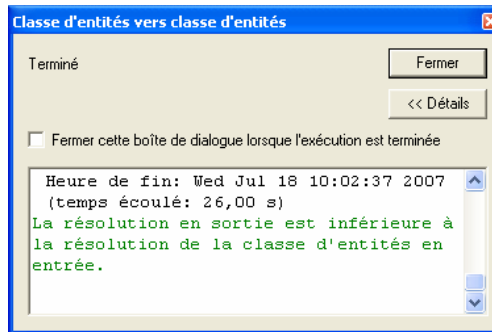 Classe d'entités vers classe d'entités
Terminé
Fermer
<< Détails
Fermer cette boîte de dialogue lorsque l'exécution est terminée
Heure de fin: Wed Jul 18 10:02:37 2007
(temps écoulé: 26,00 s)
La résolution en sortie est inférieure à
la résolution de la classe d'entités en
entrée.